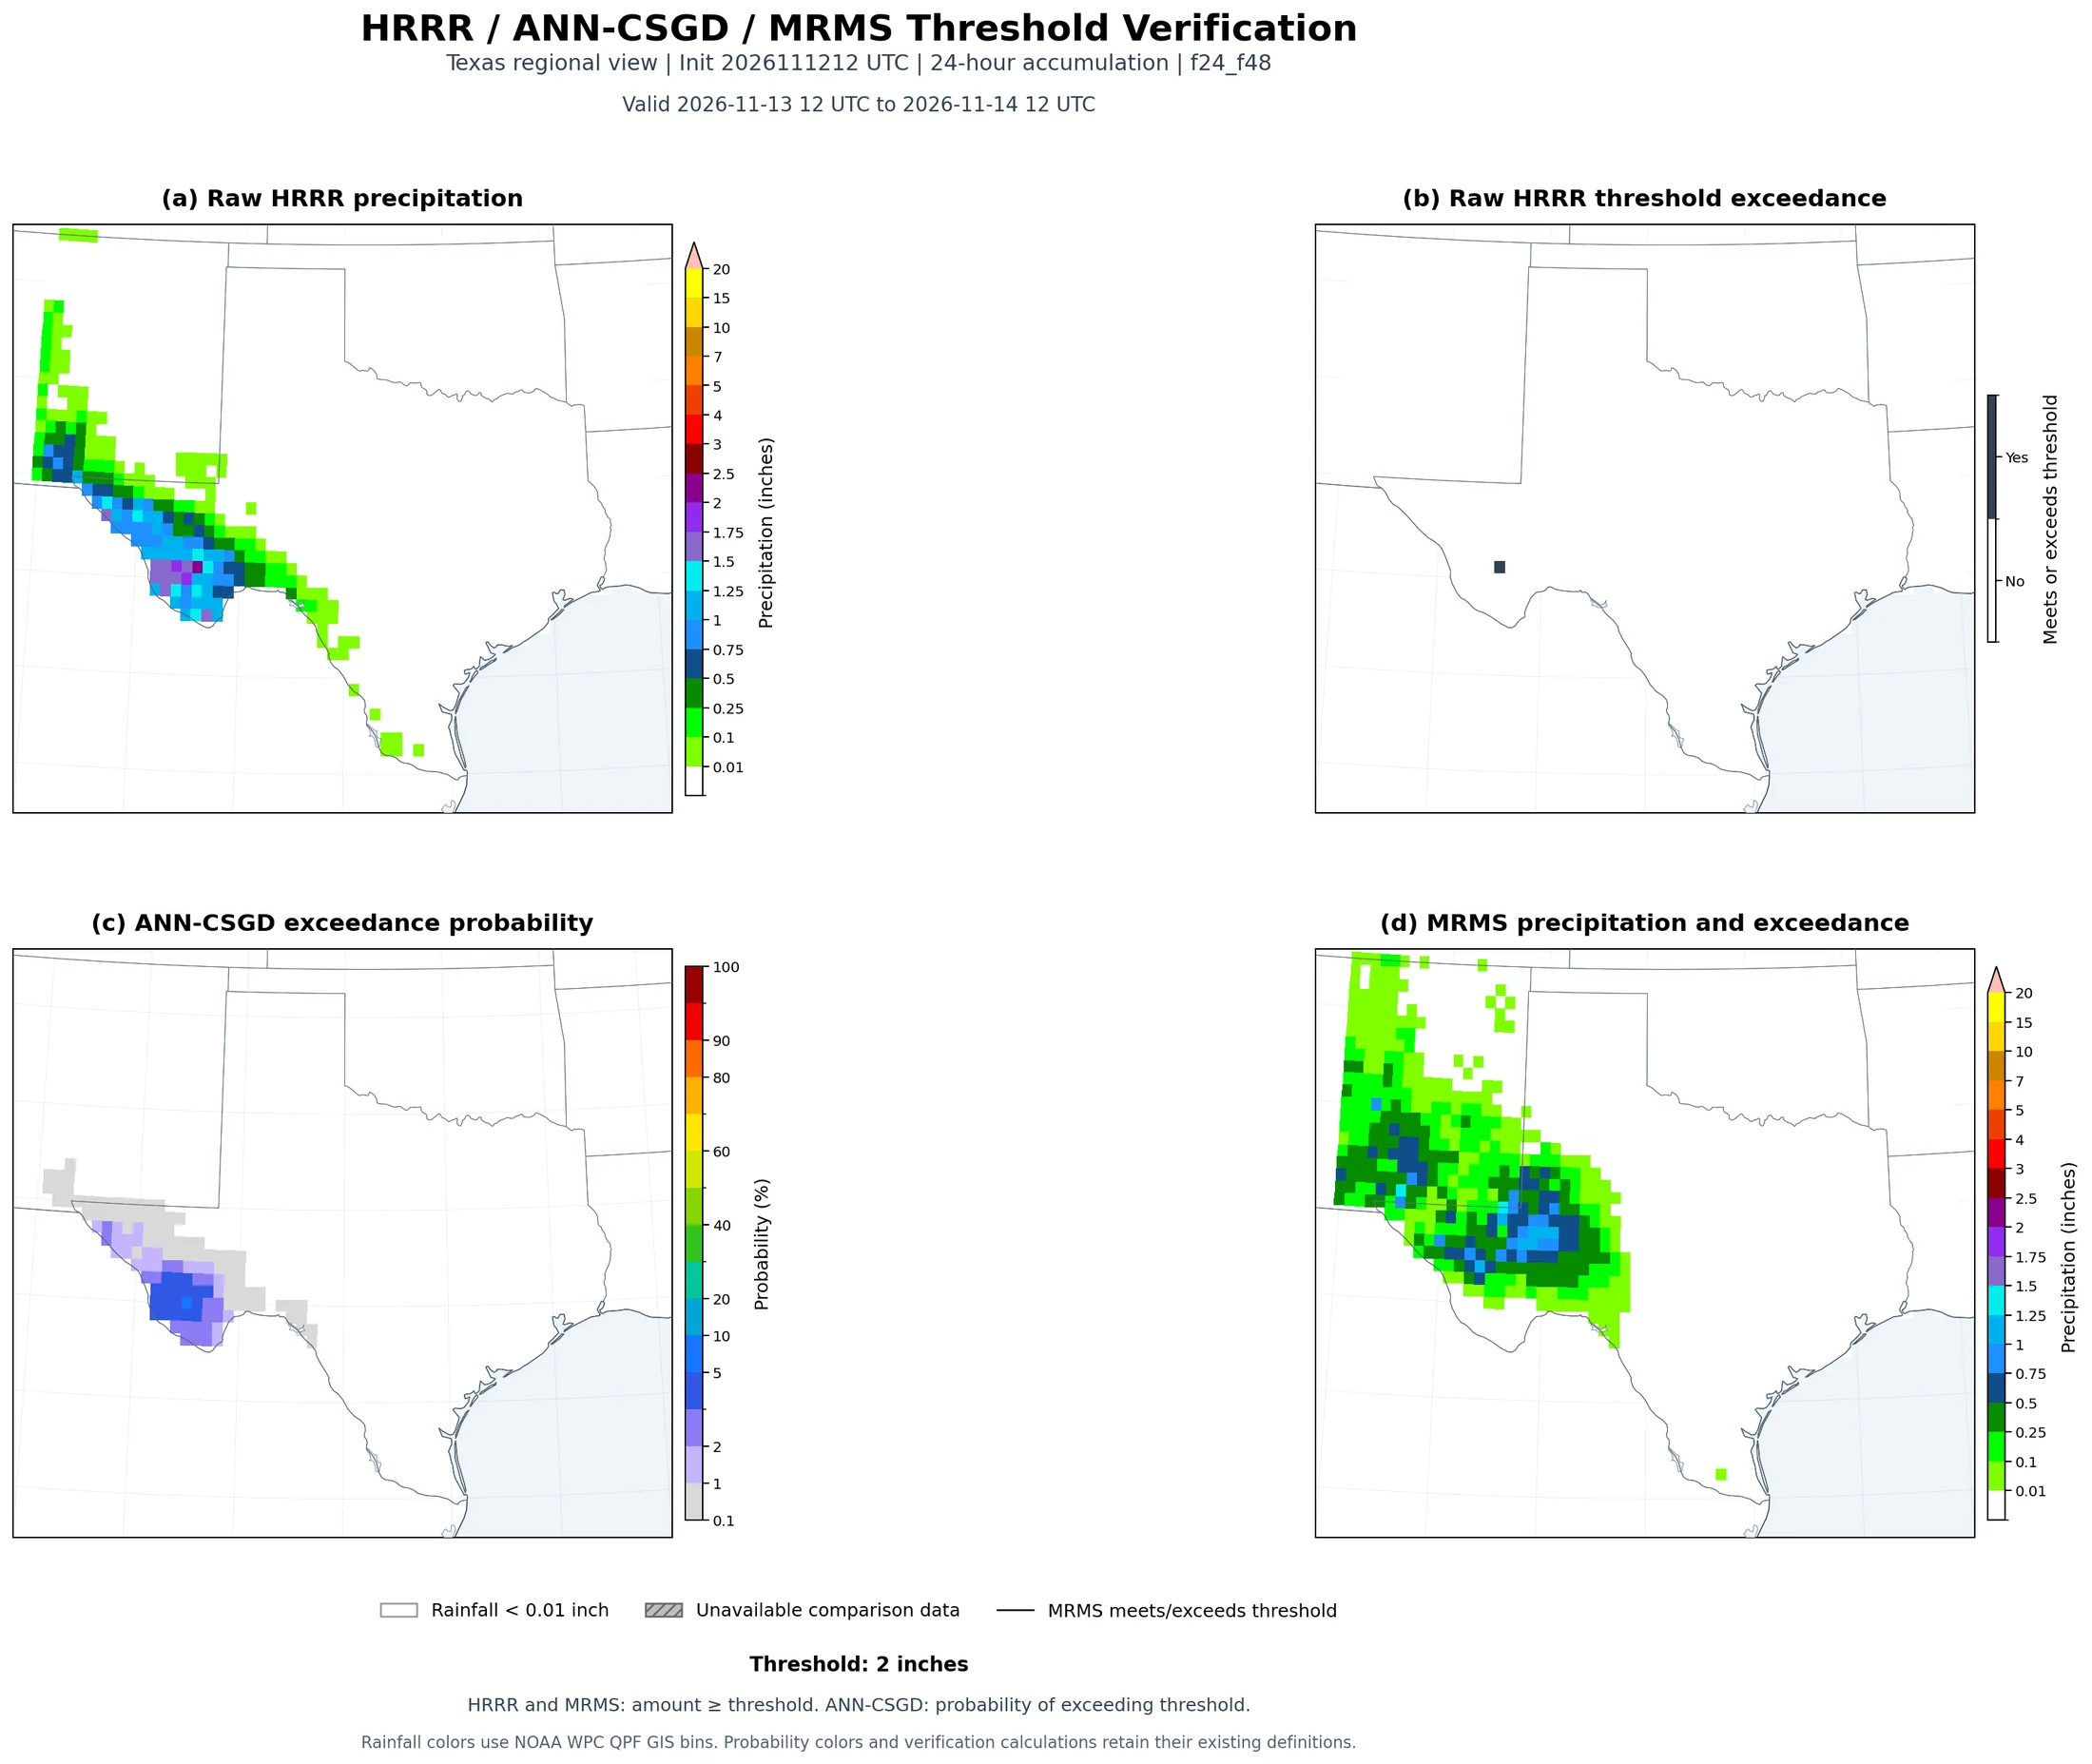 HRRR / ANN-CSGD / MRMS Threshold Verification
Texas regional view | Init 2026111212 UTC | 24-hour accumulation | f24_f48
Valid 2026-11-13 12 UTC to 2026-11-14 12 UTC
(a) Raw HRRR precipitation
20
15
10
7
5
4
3
2.5
2
1.75
1.5
1.25
1
0.75
0.5
0.25
0.1
0.01
Precipitation (inches)
(b) Raw HRRR threshold exceedance
Yes
No
Meets or exceeds threshold
(c) ANN-CSGD exceedance probability
100
90
80
60
40
20
10
5
2
1
0.1
Probability (%)
(d) MRMS precipitation and exceedance
20
15
10
7
5
4
3
2.5
2
1.75
1.5
1.25
1
0.75
0.5
0.25
0.1
0.01
Precipitation (inches)
Rainfall < 0.01 inch
Unavailable comparison data
MRMS meets/exceeds threshold
Threshold: 2 inches
HRRR and MRMS: amount ≥ threshold. ANN-CSGD: probability of exceeding threshold.
Rainfall colors use NOAA WPC QPF GIS bins. Probability colors and verification calculations retain their existing definitions.